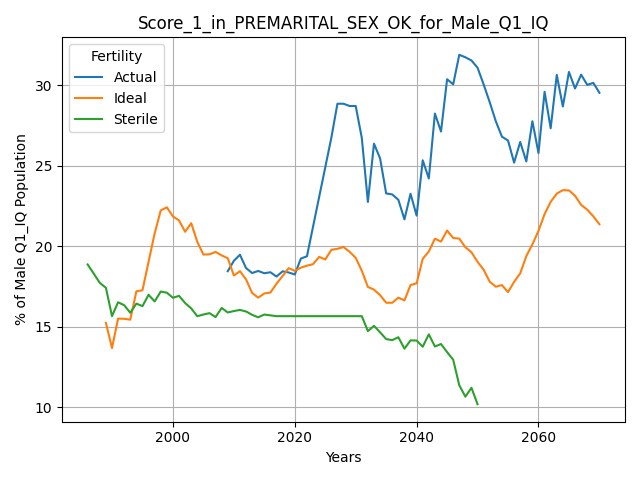 Score_1_in_PREMARITAL_SEX_OK_for_Male_Q1_IQ
Fertility
Actual
Ideal
Sterile
% of Male Q1_IQ Population
30
25
20
15
10
2000 2020 2040 2060
Years